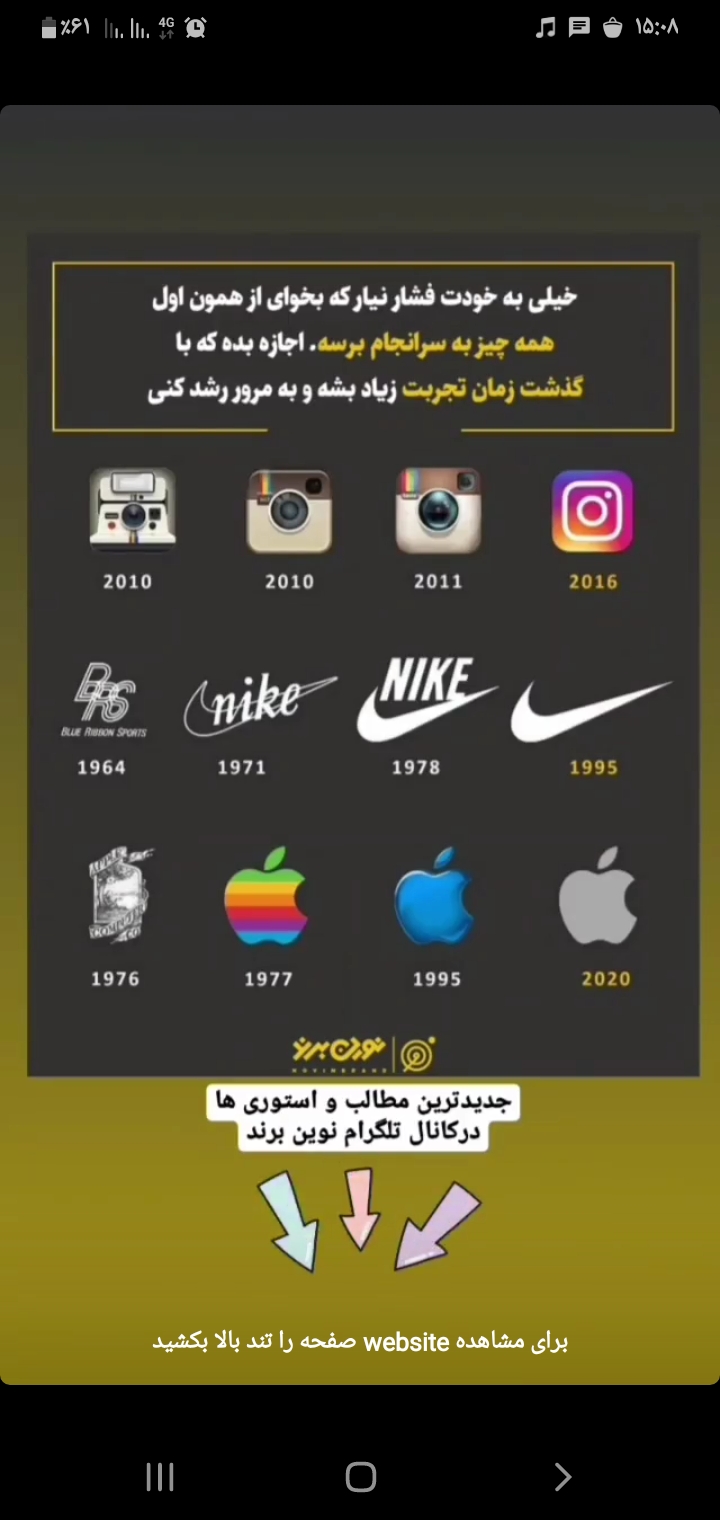 ٪۶۱ 4G ۱۵:۰۸
خیلی به خودت فشار نیار که بخوای از همون اول
همه چیز به سرانجام برسه. اجازه بده که با
گذشت زمان تجربت زیاد بشه و به مرور رشد کنی
2010 2010 2011 2016
BRS nike NIKE
BLUE RIBBON SPORTS
1964 1971 1978 1995
APPLE
COMPUTER
CO
1976 1977 1995 2020
نوین برند
NOVINBRAND
جدیدترین مطالب و استوری ها
درکانال تلگرام نوین برند
برای مشاهده website صفحه را تند بالا بکشید